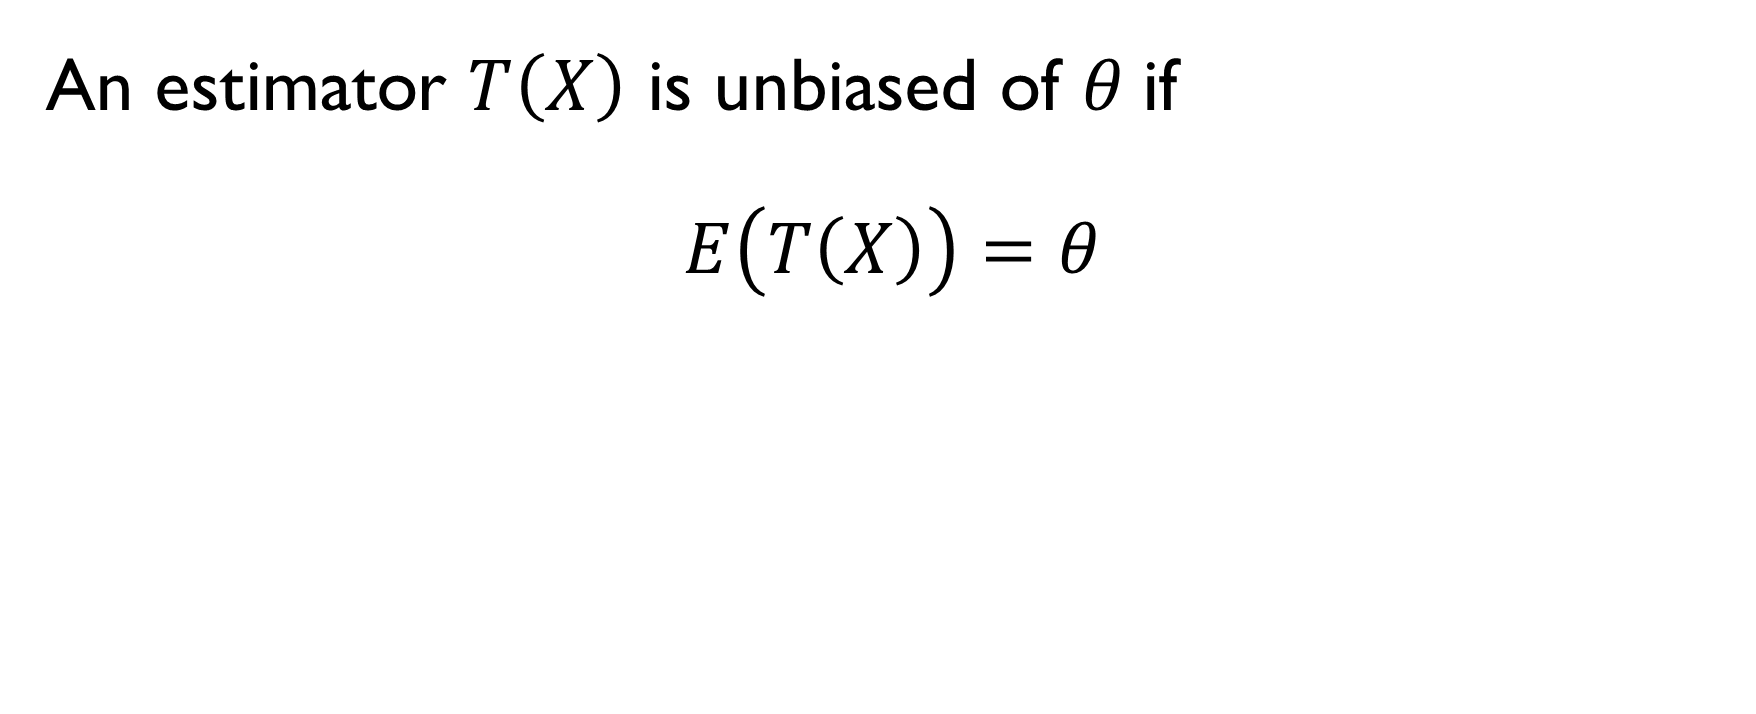 An estimator T(X) is unbiased of θ if
E(T(X)) = θ